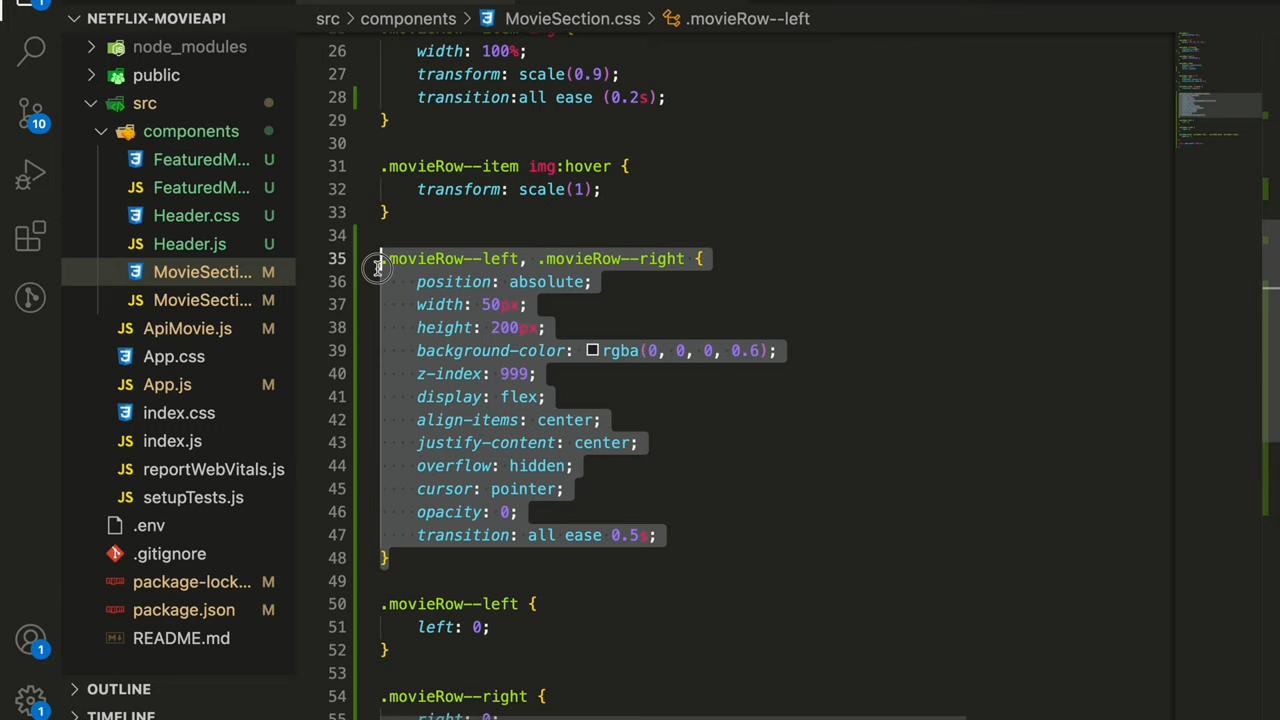 NETFLIX-MOVIEAPI
node_modules
public
src
components
FeaturedM... U
FeaturedM... U
Header.css U
Header.js U
MovieSecti... M
MovieSecti... M
ApiMovie.js
App.css
App.js M
index.css
index.js
reportWebVitals.js
setupTests.js
.env
.gitignore
package-lock... M
package.json M
README.md
OUTLINE
TIMELINE
10
1
1
src > components > MovieSection.css > .movieRow--left
26 width: 100%;
27 transform: scale(0.9);
28 transition:all ease (0.2s);
29 }
30
31 .movieRow--item img:hover {
32 transform: scale(1);
33 }
34
35 .movieRow--left, .movieRow--right {
36 position: absolute;
37 width: 50px;
38 height: 200px;
39 background-color: rgba(0, 0, 0, 0.6);
40 z-index: 999;
41 display: flex;
42 align-items: center;
43 justify-content: center;
44 overflow: hidden;
45 cursor: pointer;
46 opacity: 0;
47 transition: all ease 0.5s;
48 }
49
50 .movieRow--left {
51 left: 0;
52 }
53
54 .movieRow--right {
55 right: 0;